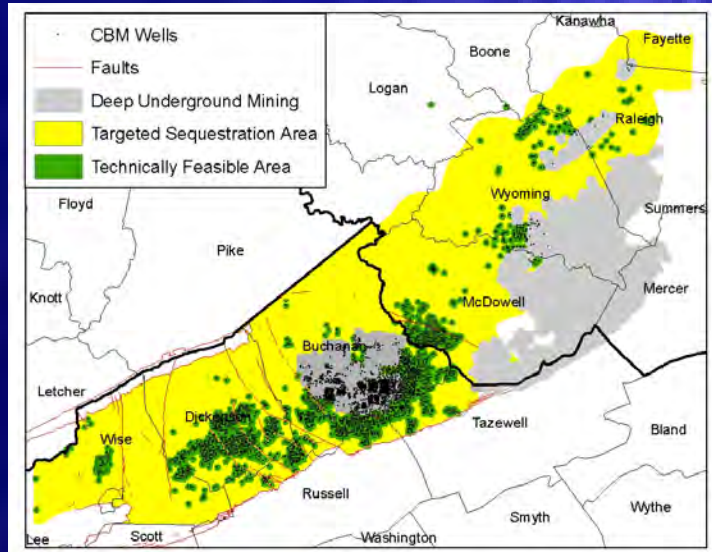 CBM Wells
Faults
Deep Underground Mining
Targeted Sequestration Area
Technically Feasible Area
Kanawha
Fayette
Boone
Logan
Raleigh
Wyoming
Floyd
Summers
Pike
Mercer
Knott
McDowell
Buchanan
Letcher
Dickenson
Tazewell
Wise
Bland
Russell
Lee
Scott
Washington
Smyth
Wythe